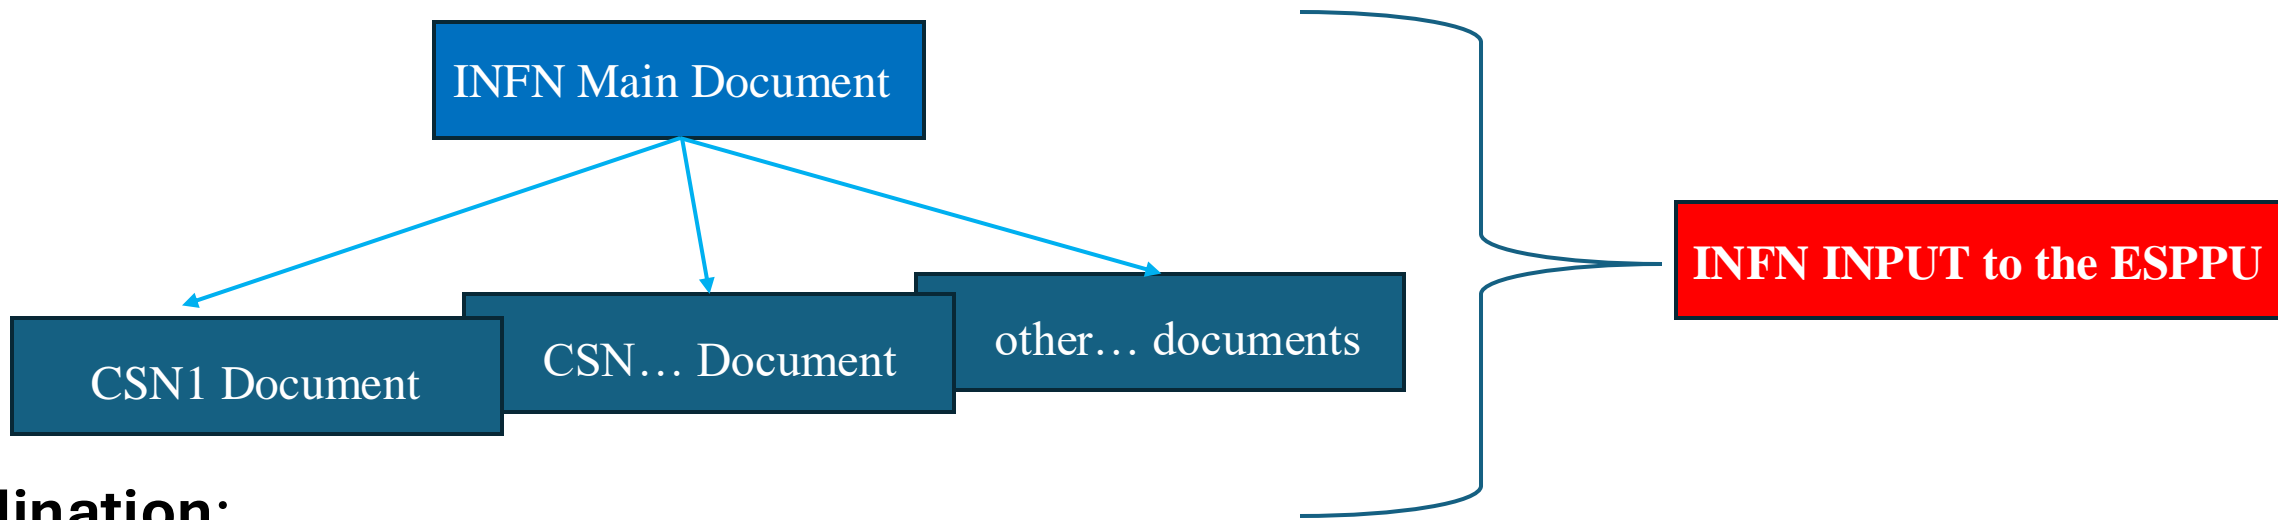 INFN Main Document
INFN INPUT to the ESPPU
other… documents
CSN… Document
CSN1 Document